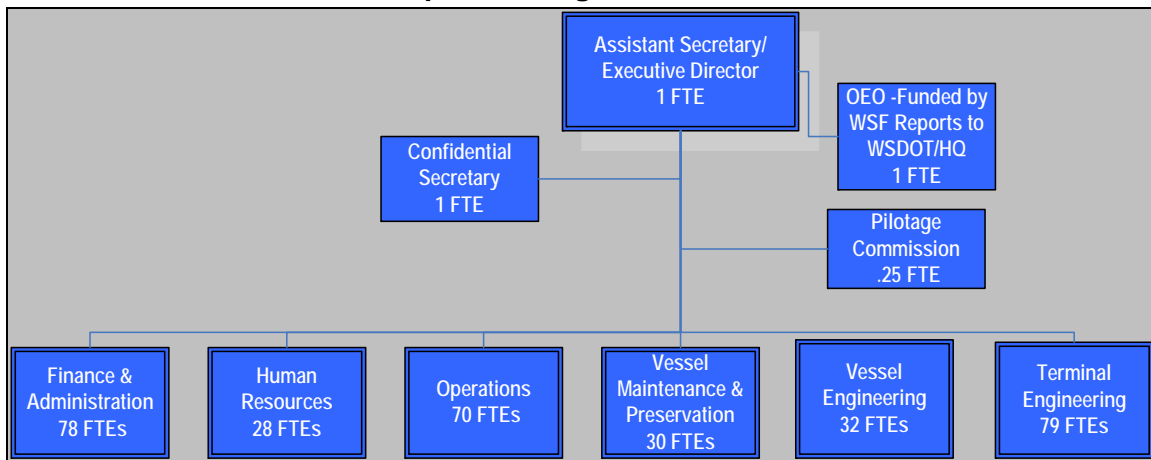 Assistant Secretary/
Executive Director
1 FTE
OEO -Funded by
WSF Reports to
WSDOT/HQ
1 FTE
Confidential
Secretary
1 FTE
Pilotage
Commission
.25 FTE
Finance &
Administration
78 FTEs
Human
Resources
28 FTEs
Operations
70 FTEs
Vessel
Maintenance &
Preservation
30 FTEs
Vessel
Engineering
32 FTEs
Terminal
Engineering
79 FTEs